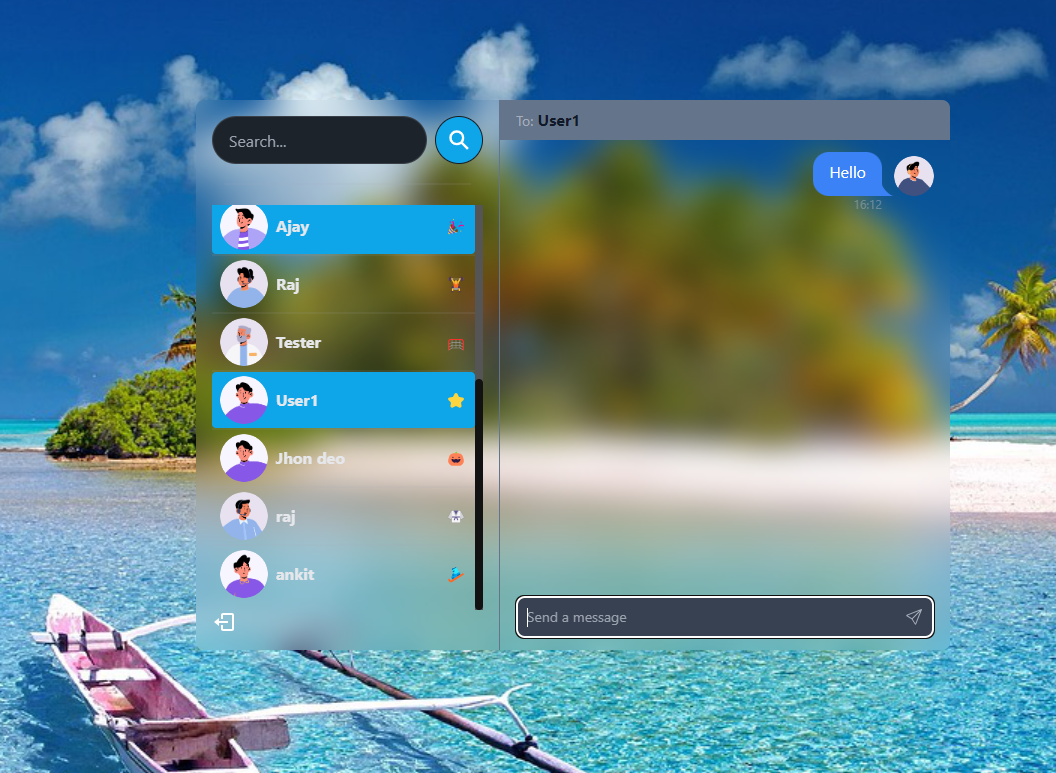 Search...
Ajay
Raj
Tester
User1
Jhon deo
raj
ankit
To: User1
Hello
16:12
Send a message